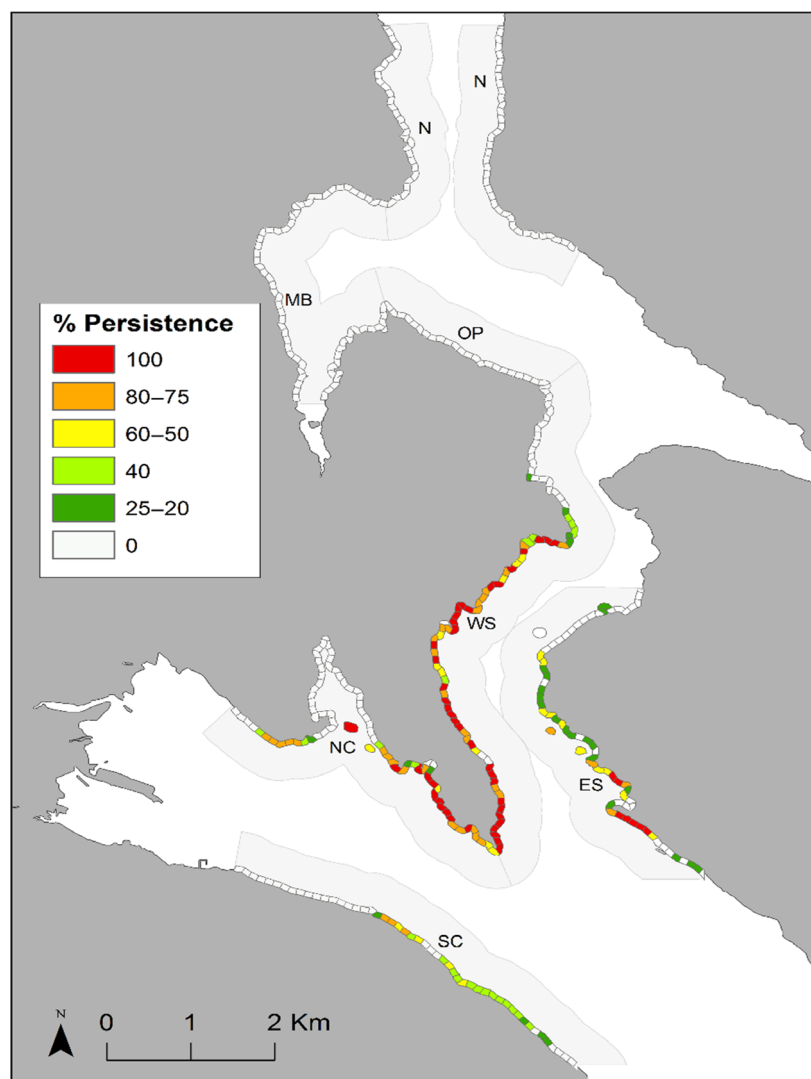 N
N
MB
OP
% Persistence
100
80–75
60–50
40
25–20
0
WS
NC
ES
SC
N
0 1 2 Km